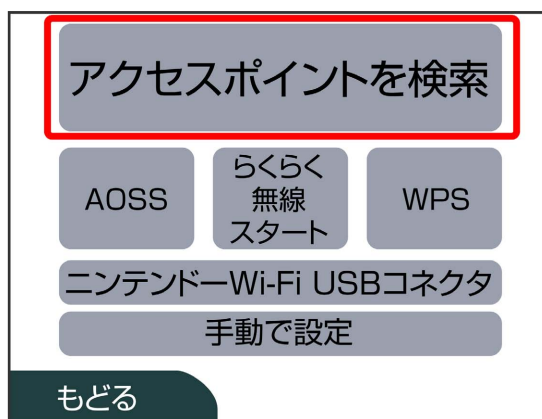 アクセスポイントを検索
AOSS
らくらく
無線
スタート
WPS
ニンテンドーWi-Fi USBコネクタ
手動で設定
もどる